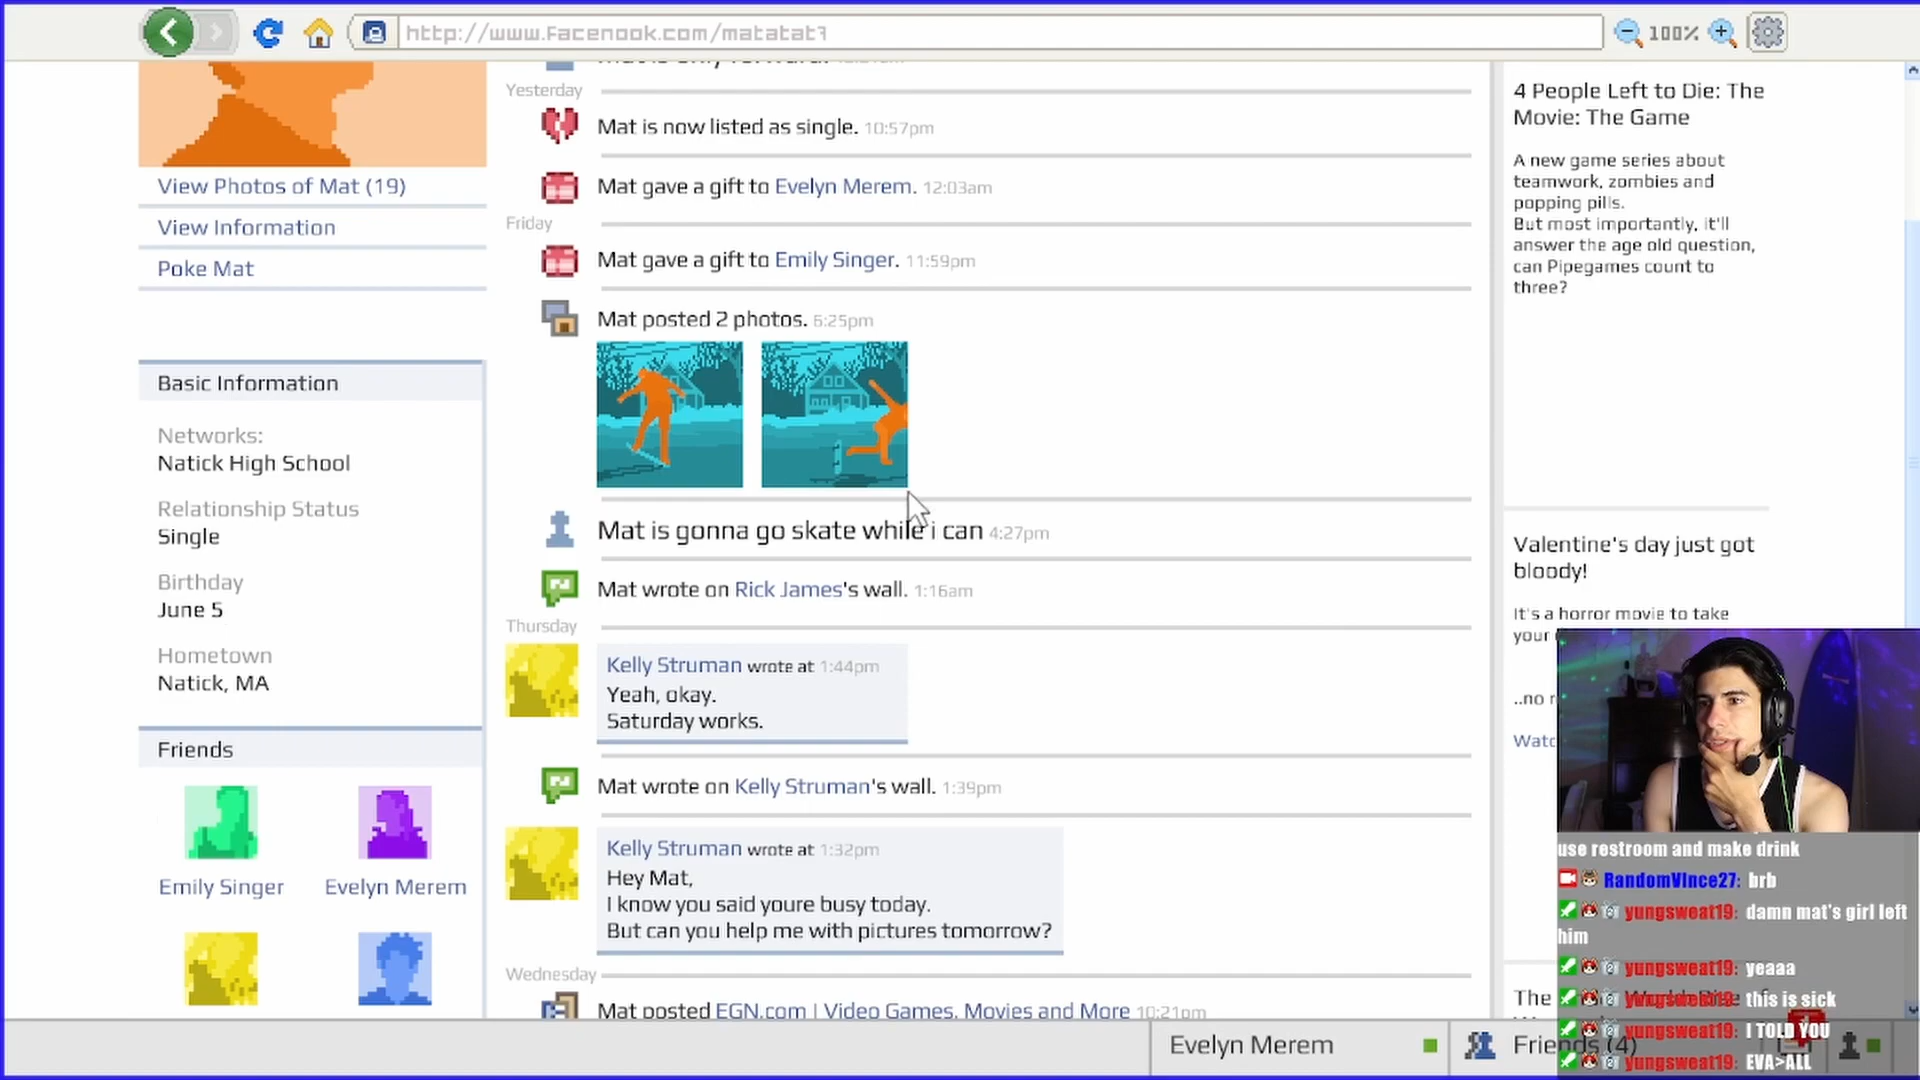 http://www.facenook.com/matatat7
100%
Yesterday
Mat is now listed as single. 10:57pm
Mat gave a gift to Evelyn Merem. 12:03am
Friday
Mat gave a gift to Emily Singer. 11:59pm
Mat posted 2 photos. 6:25pm
Mat is gonna go skate while i can 4:27pm
Mat wrote on Rick James's wall. 1:16am
Thursday
Kelly Struman wrote at 1:44pm
Yeah, okay.
Saturday works.
Mat wrote on Kelly Struman's wall. 1:39pm
Kelly Struman wrote at 1:32pm
Hey Mat,
I know you said youre busy today.
But can you help me with pictures tomorrow?
Wednesday
Mat posted EGN.com | Video Games, Movies and More 10:21pm
View Photos of Mat (19)
View Information
Poke Mat
Basic Information
Networks:
Natick High School
Relationship Status
Single
Birthday
June 5
Hometown
Natick, MA
Friends
Emily Singer
Evelyn Merem
4 People Left to Die: The
Movie: The Game
A new game series about
teamwork, zombies and
popping pills.
But most importantly, it'll
answer the age old question,
can Pipegames count to
three?
Valentine's day just got
bloody!
It's a horror movie to take
your
..no
Watc
The
use restroom and make drink
RandomVInce27: brb
yungsweat19: damn mat's girl left
him
yungsweat19: yeaaa
yungsweat19: this is sick
yungsweat19: I TOLD YOU
yungsweat19: EVA>ALL
Evelyn Merem
Friends (4)